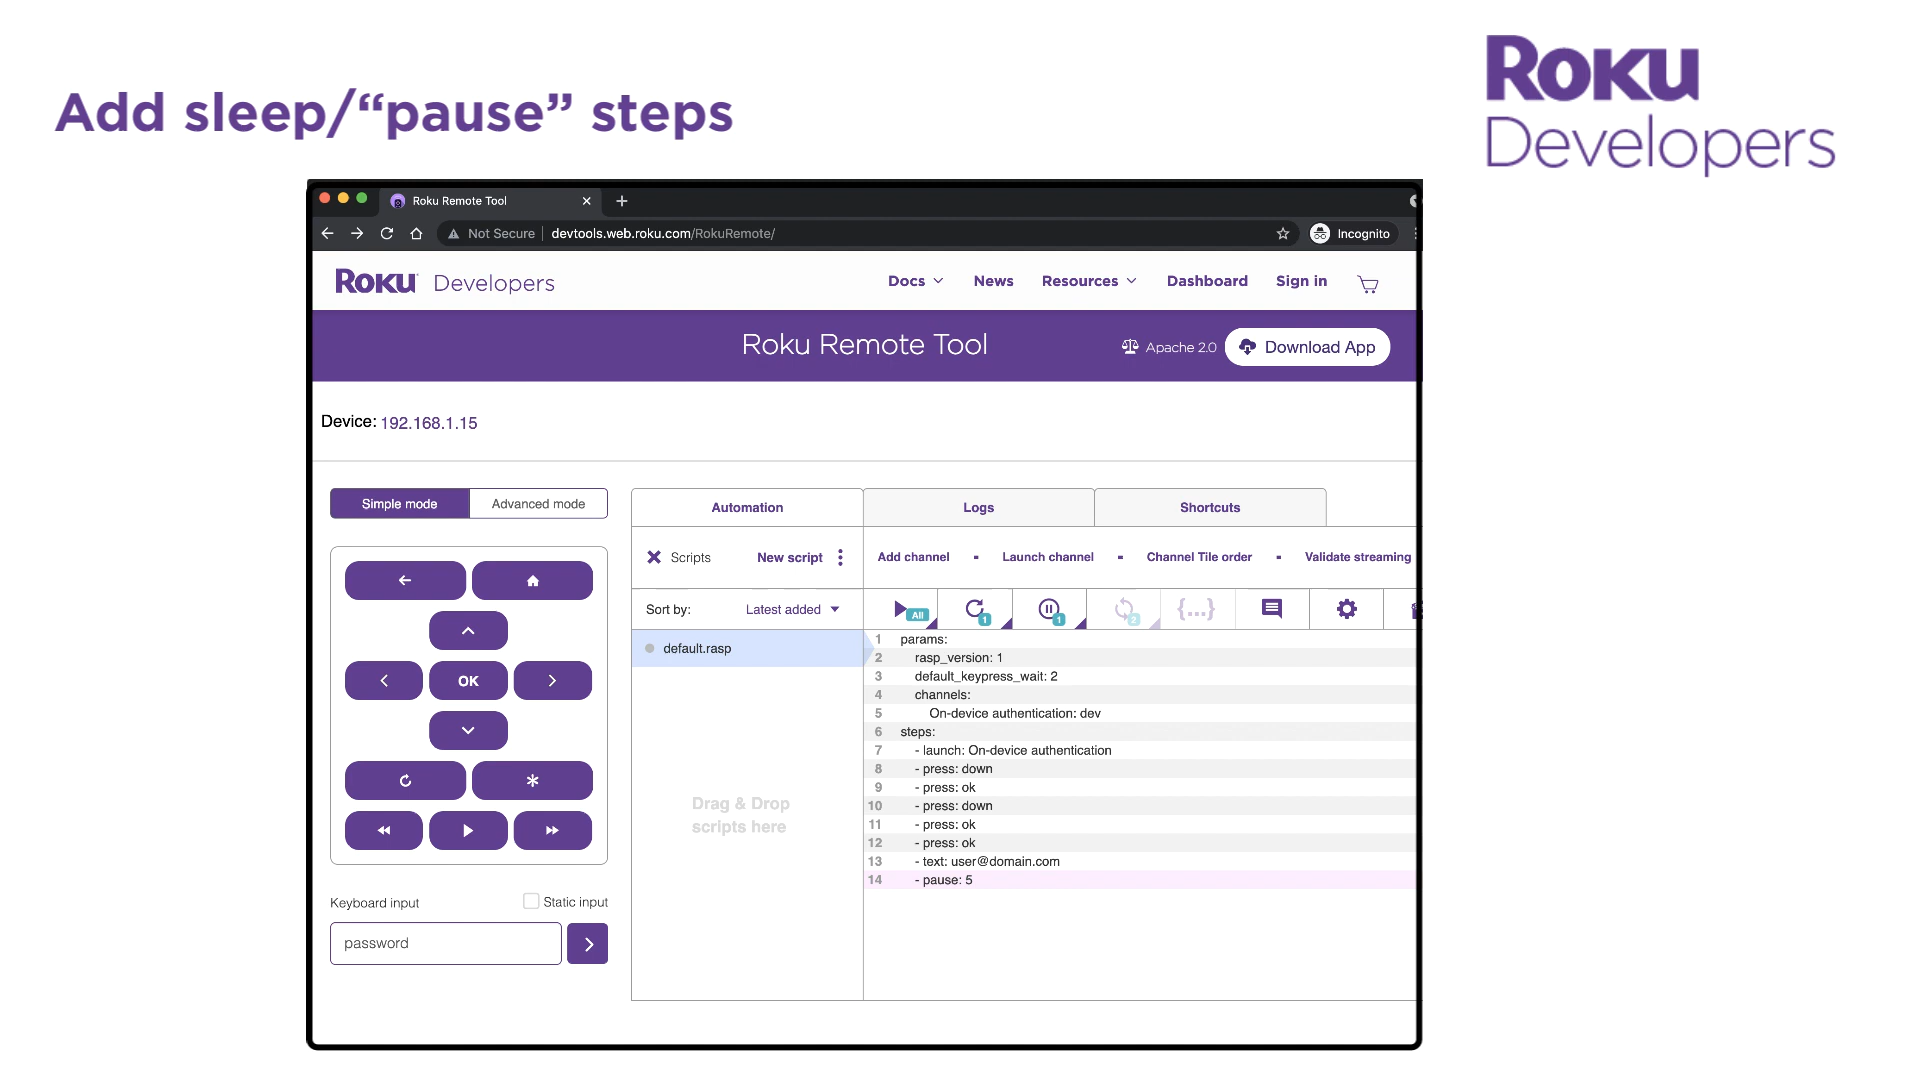 Add sleep/“pause” steps
Roku
Developers
Roku Remote Tool
Not Secure
devtools.web.roku.com/RokuRemote/
Incognito
Roku Developers
Docs
News
Resources
Dashboard
Sign in
Roku Remote Tool
Apache 2.0
Download App
Device: 192.168.1.15
Simple mode
Advanced mode
OK
Keyboard input
Static input
password
Automation
Logs
Shortcuts
Scripts
New script
Add channel - Launch channel - Channel Tile order - Validate streaming
Sort by:
Latest added
All
1
1
2
{...}
default.rasp
Drag & Drop
scripts here
1 params:
2 rasp_version: 1
3 default_keypress_wait: 2
4 channels:
5 On-device authentication: dev
6 steps:
7 - launch: On-device authentication
8 - press: down
9 - press: ok
10 - press: down
11 - press: ok
12 - press: ok
13 - text: user@domain.com
14 - pause: 5